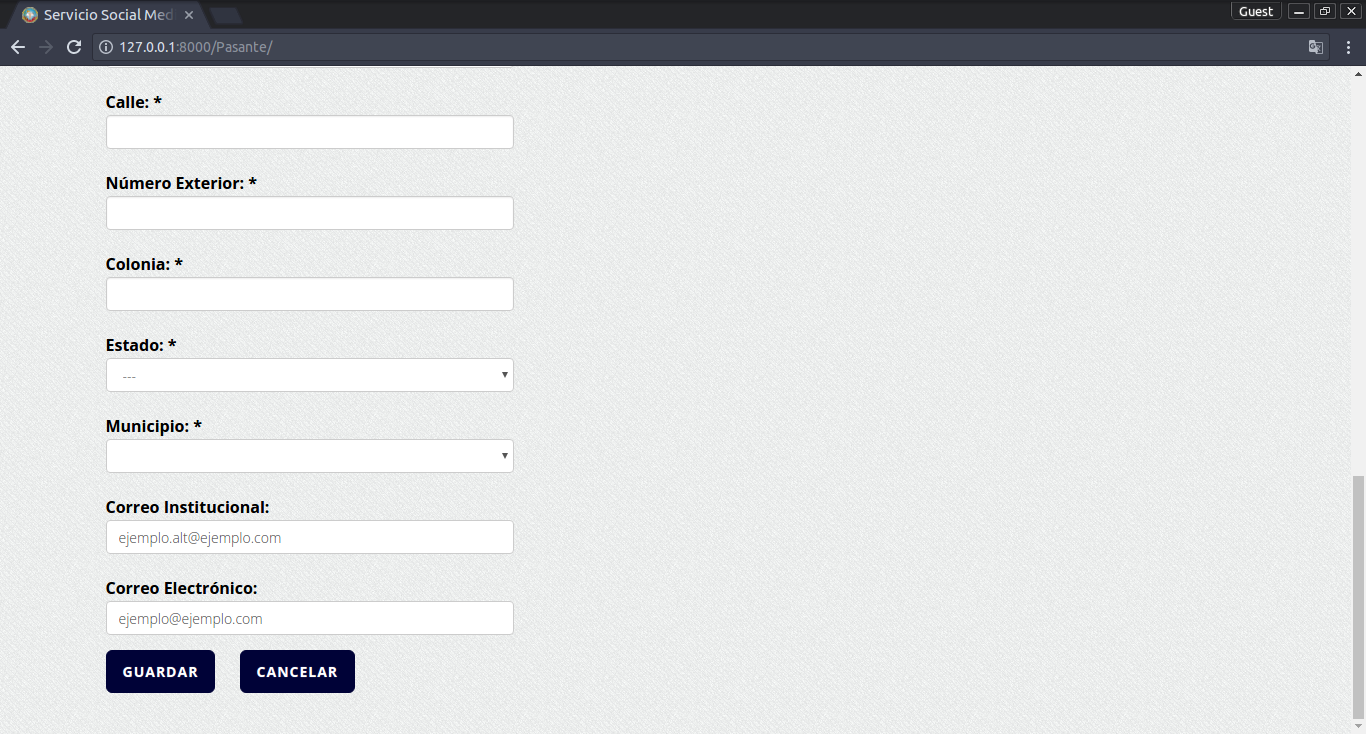 Servicio Social Med
Guest
127.0.0.1:8000/Pasante/
Calle: *
Número Exterior: *
Colonia: *
Estado: *
---
Municipio: *
Correo Institucional:
ejemplo.alt@ejemplo.com
Correo Electrónico:
ejemplo@ejemplo.com
GUARDAR CANCELAR